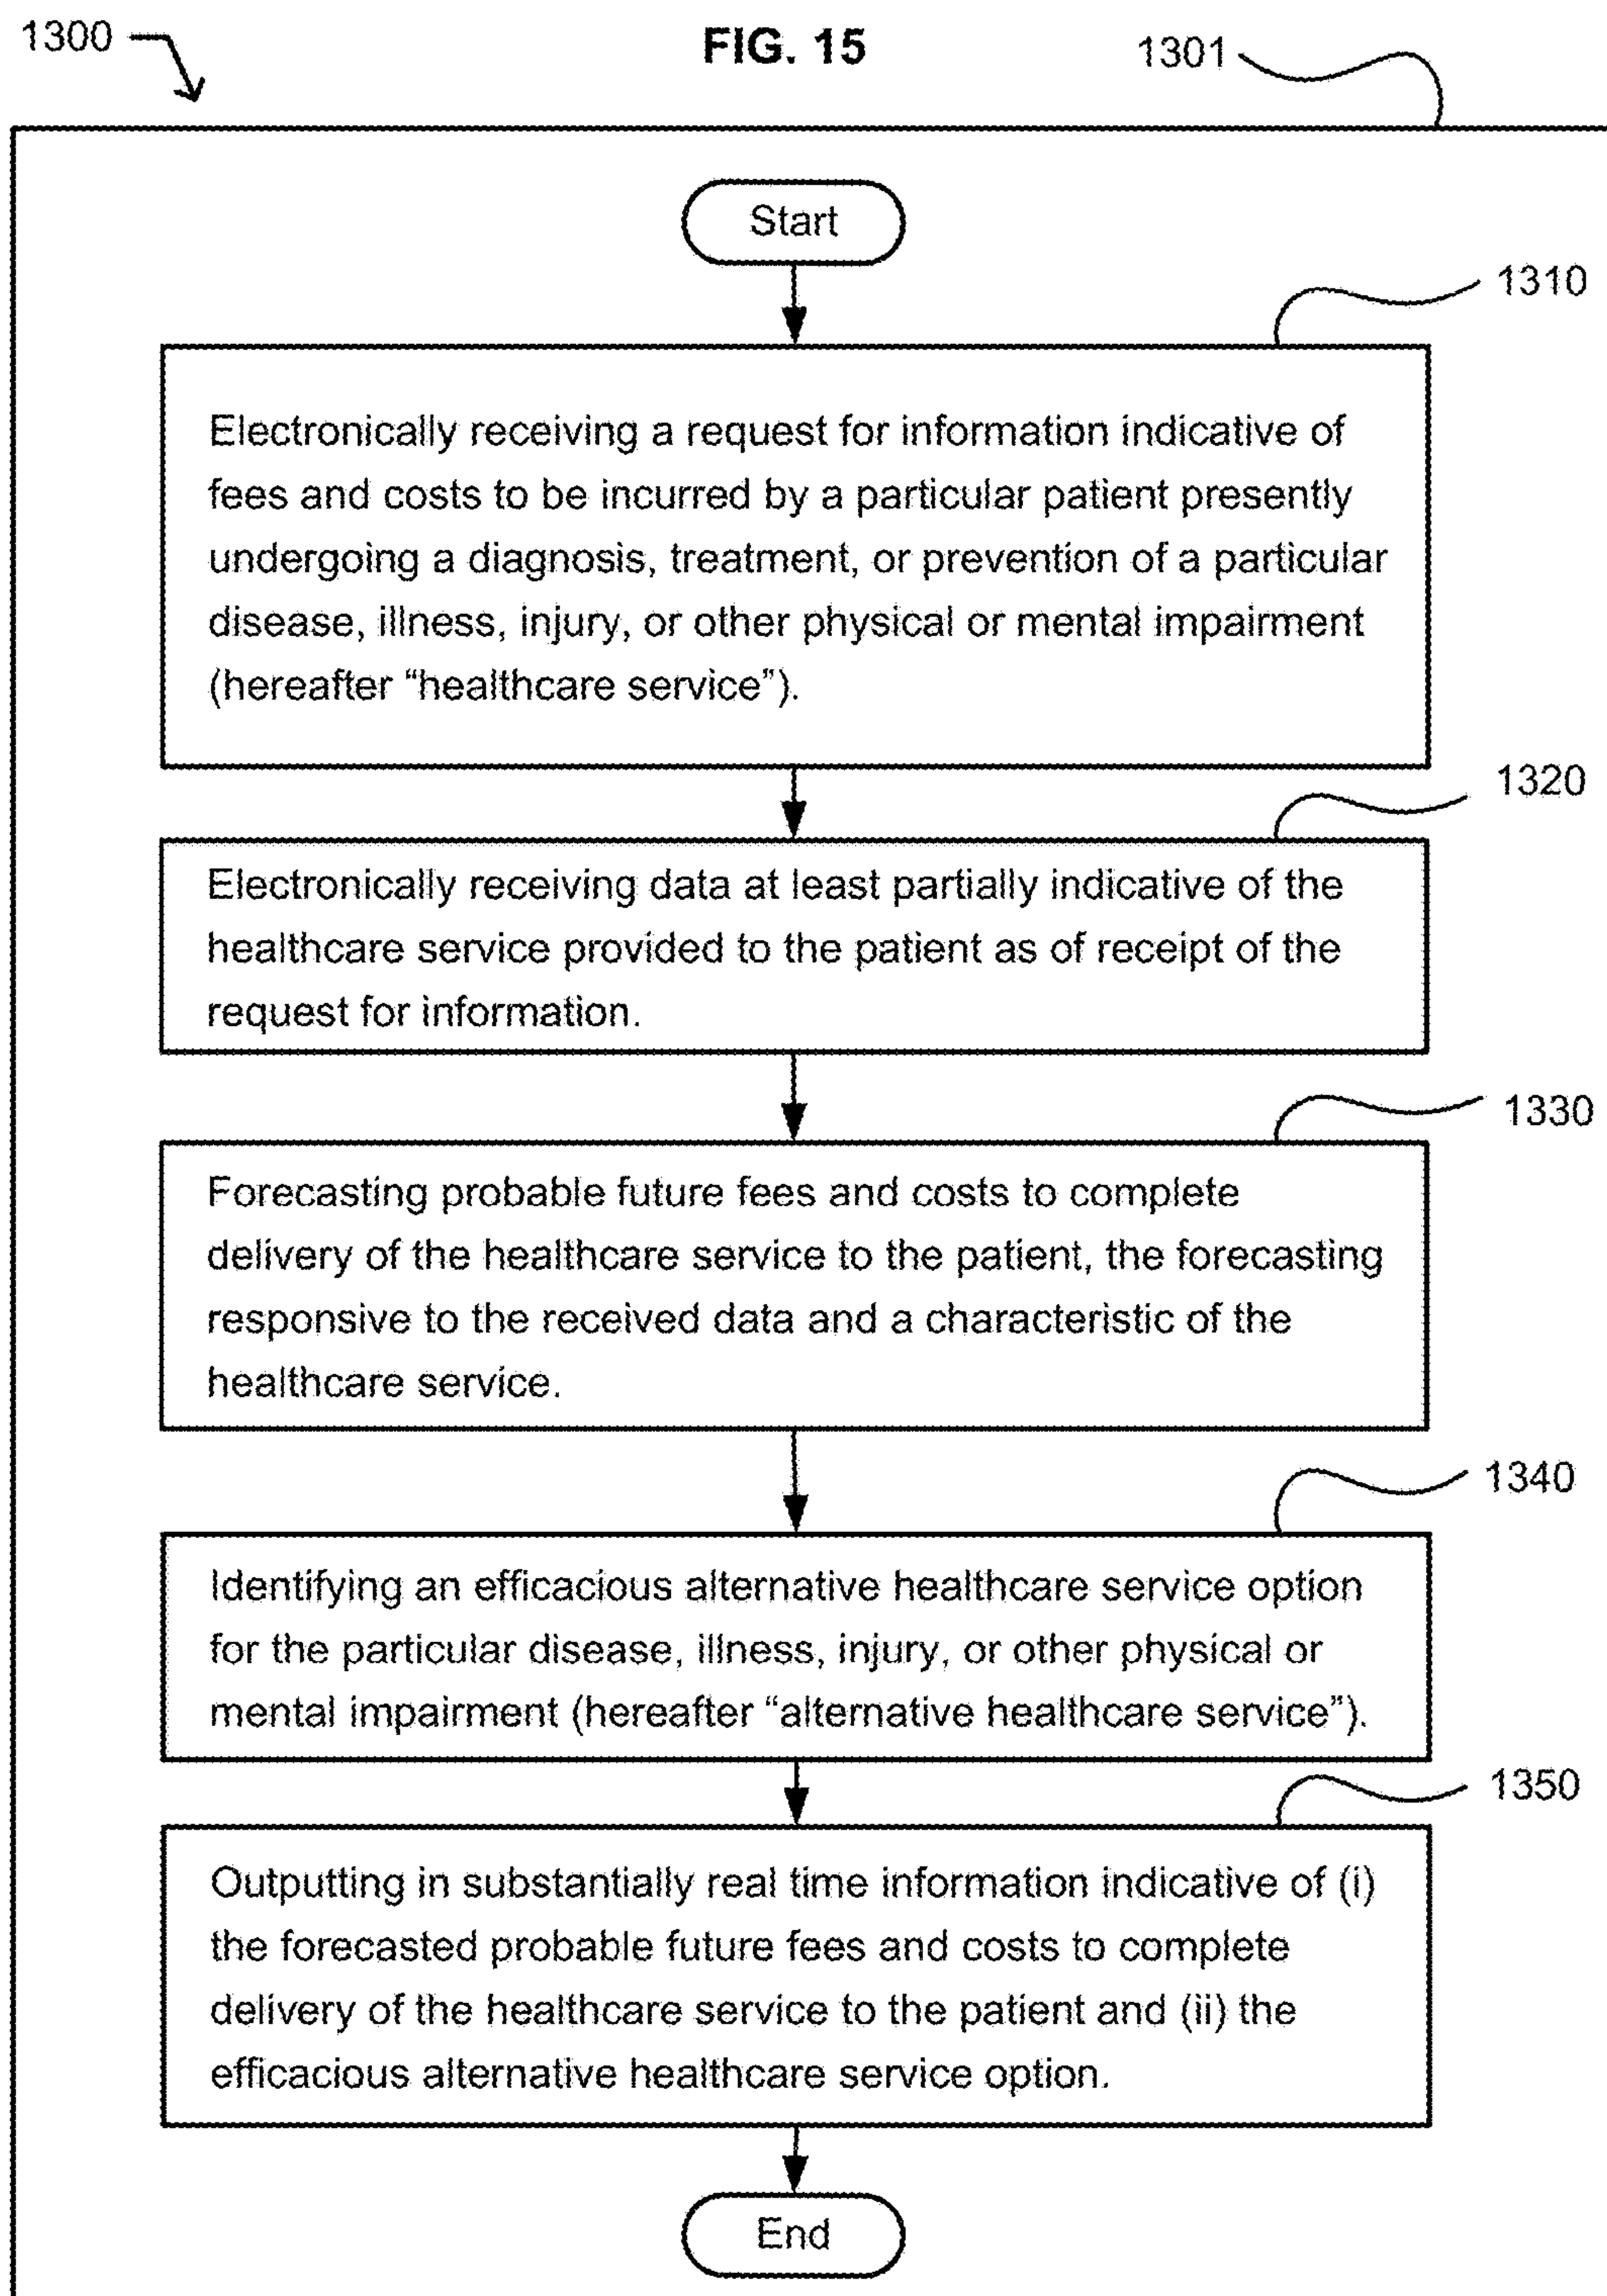 1300
FIG. 15
1301
Start
1310
Electronically receiving a request for information indicative of
fees and costs to be incurred by a particular patient presently
undergoing a diagnosis, treatment, or prevention of a particular
disease, illness, injury, or other physical or mental impairment
(hereafter “healthcare service”).
1320
Electronically receiving data at least partially indicative of the
healthcare service provided to the patient as of receipt of the
request for information.
1330
Forecasting probable future fees and costs to complete
delivery of the healthcare service to the patient, the forecasting
responsive to the received data and a characteristic of the
healthcare service.
1340
Identifying an efficacious alternative healthcare service option
for the particular disease, illness, injury, or other physical or
mental impairment (hereafter “alternative healthcare service”).
1350
Outputting in substantially real time information indicative of (i)
the forecasted probable future fees and costs to complete
delivery of the healthcare service to the patient and (ii) the
efficacious alternative healthcare service option.
End